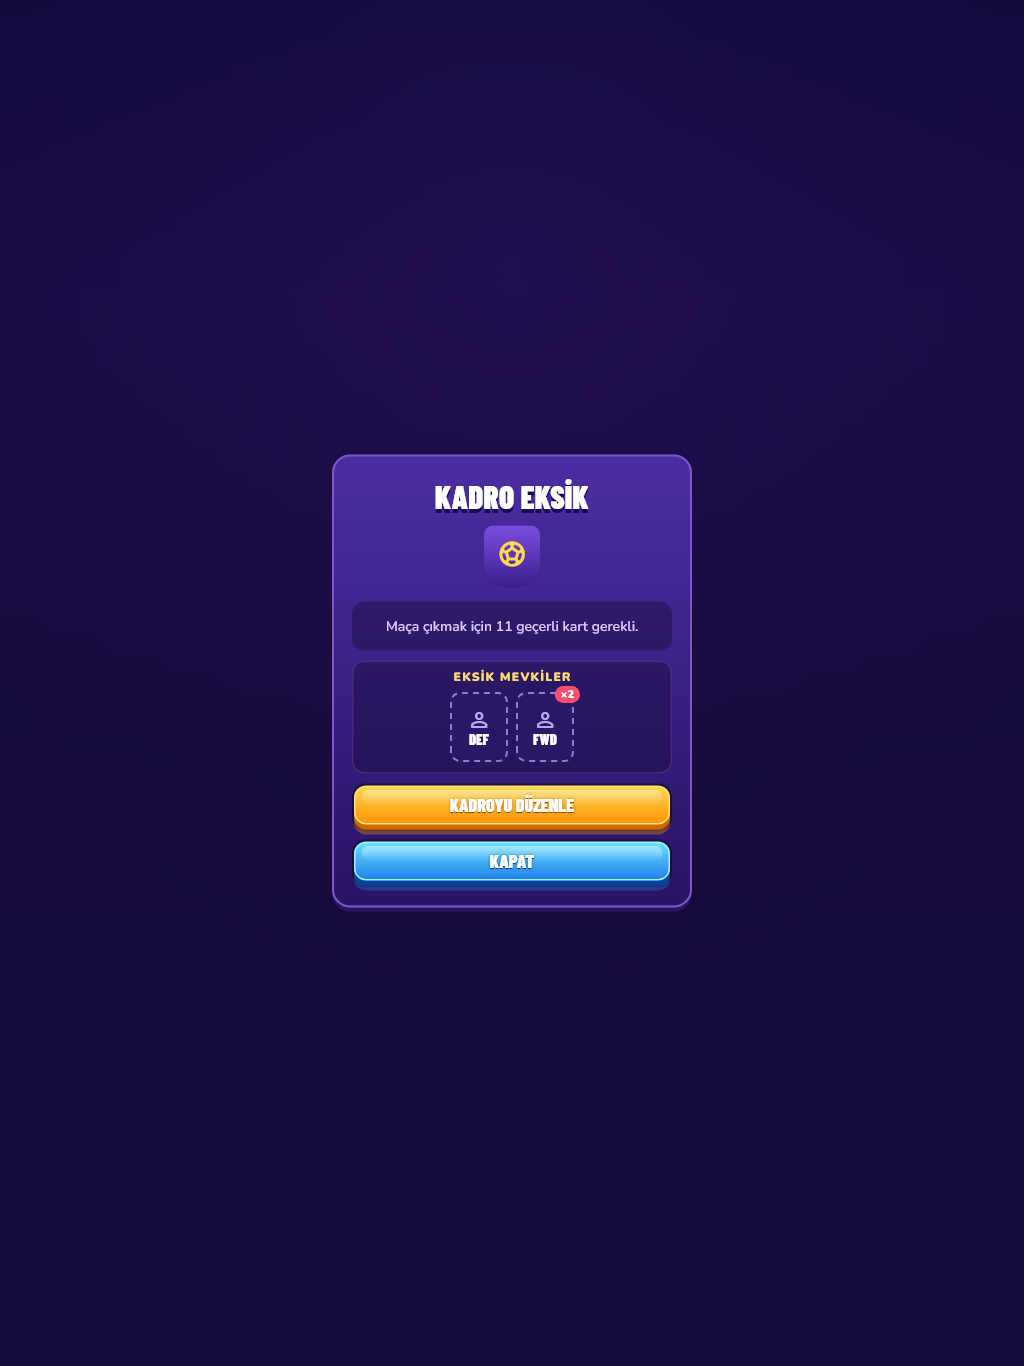 KADRO EKSİK
Maça çıkmak için 11 geçerli kart gerekli.
EKSİK MEVKİLER
×2
DEF
FWD
KADROYU DÜZENLE
KAPAT